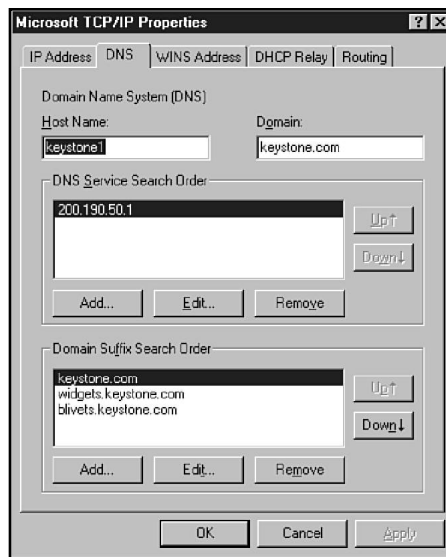 Microsoft TCP/IP Properties
IP Address DNS WINS Address DHCP Relay Routing
Domain Name System (DNS)
Host Name: Domain:
keystone1 keystone.com
DNS Service Search Order
200.190.50.1
Up↑
Down↓
Add... Edit... Remove
Domain Suffix Search Order
keystone.com
widgets.keystone.com
blivets.keystone.com
Up↑
Down↓
Add... Edit... Remove
OK Cancel Apply